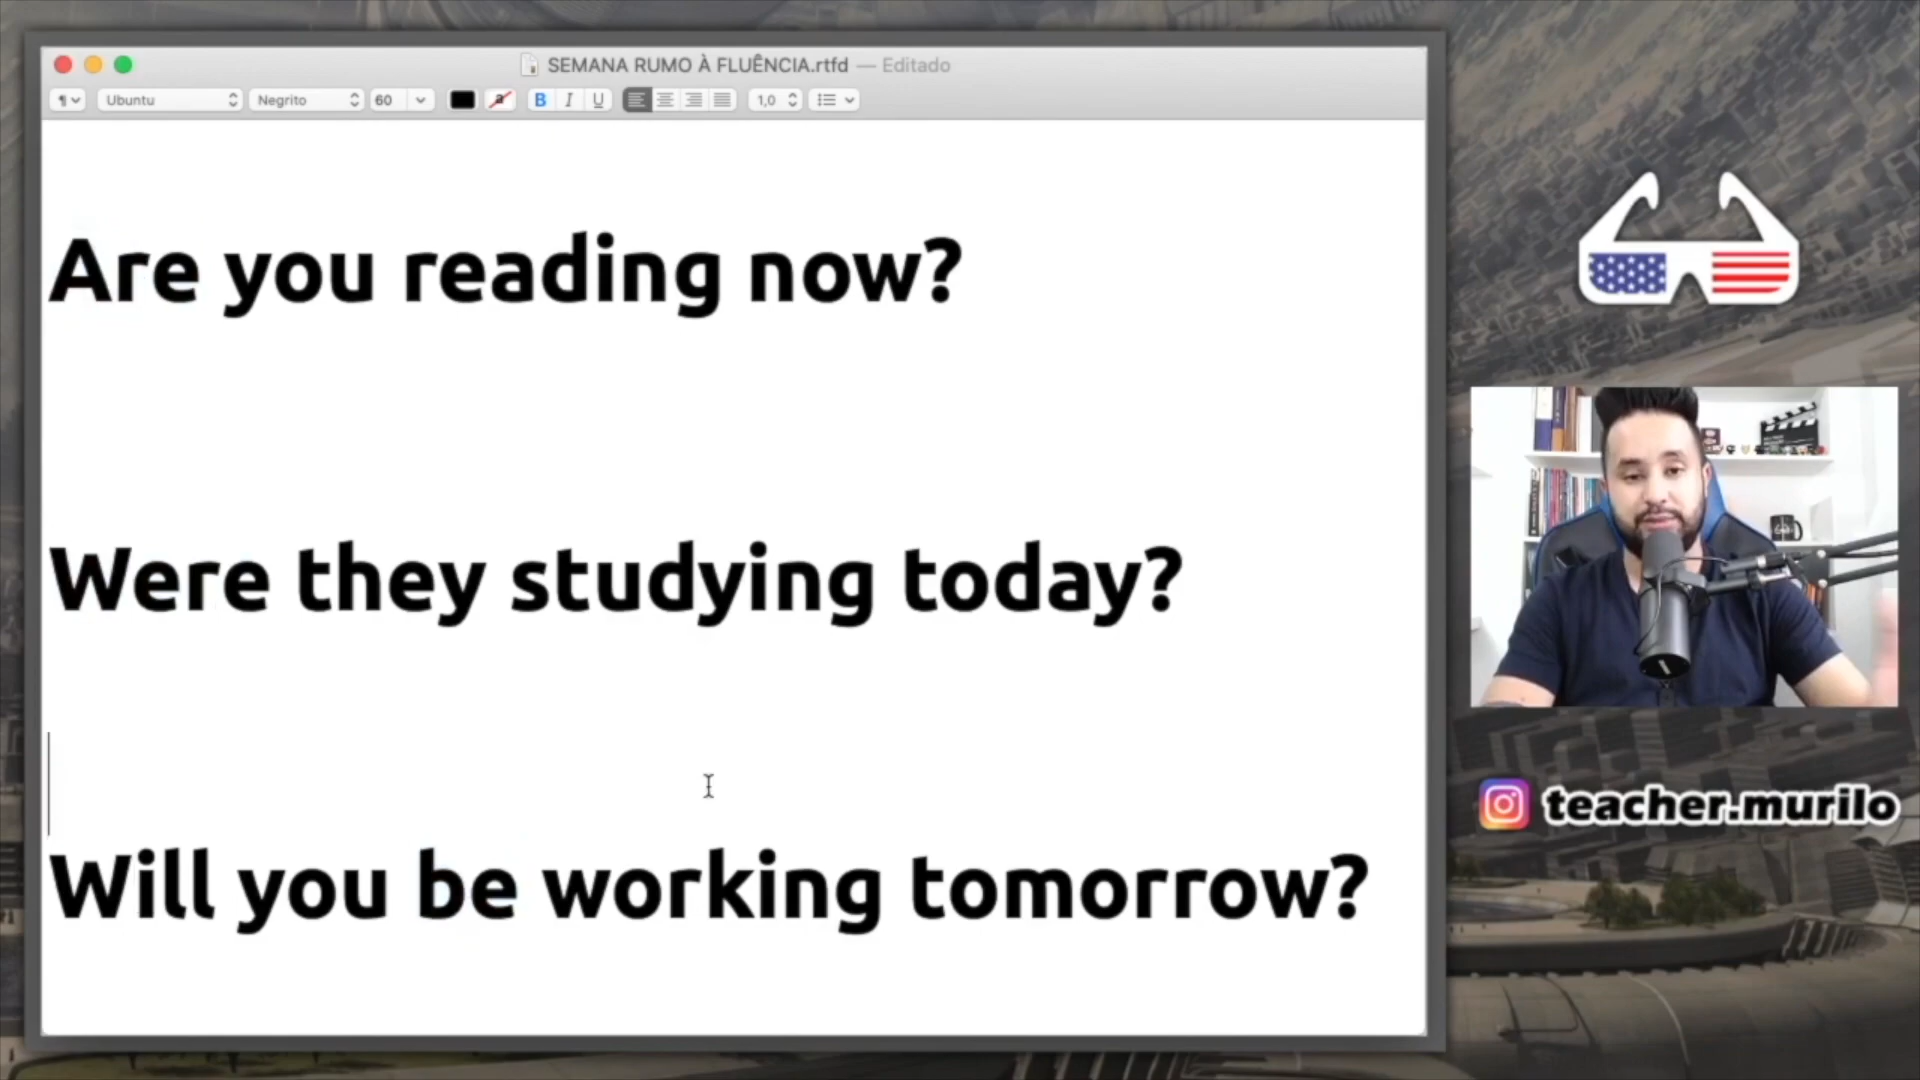 SEMANA RUMO À FLUÊNCIA.rtfd — Editado
Ubuntu Negrito 60 B I U 1,0
Are you reading now?
Were they studying today?
Will you be working tomorrow?
teacher.murilo